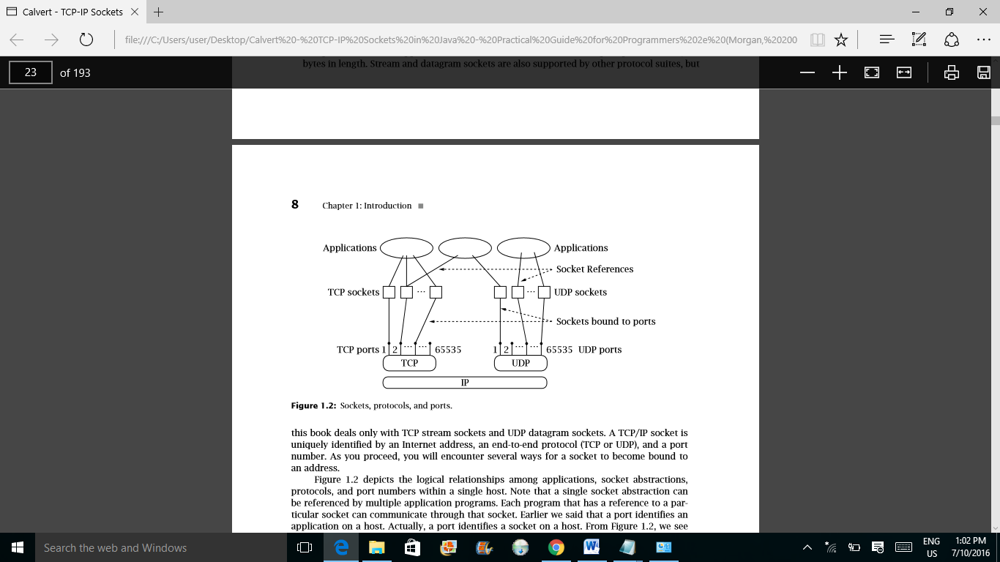 Calvert - TCP-IP Sockets
file:///C:/Users/user/Desktop/Calvert%20-%20TCP-IP%20Sockets%20in%20Java%20-%20Practical%20Guide%20for%20Programmers%202e%20(Morgan,%20200
23 of 193
bytes in length. Stream and datagram sockets are also supported by other protocol suites, but
8 Chapter 1: Introduction
Applications Applications
Socket References
TCP sockets ... ... UDP sockets
Sockets bound to ports
TCP ports 1 2 ... ... 65535 1 2 ... ... 65535 UDP ports
TCP UDP
IP
Figure 1.2: Sockets, protocols, and ports.
this book deals only with TCP stream sockets and UDP datagram sockets. A TCP/IP socket is
uniquely identified by an Internet address, an end-to-end protocol (TCP or UDP), and a port
number. As you proceed, you will encounter several ways for a socket to become bound to
an address.
Figure 1.2 depicts the logical relationships among applications, socket abstractions,
protocols, and port numbers within a single host. Note that a single socket abstraction can
be referenced by multiple application programs. Each program that has a reference to a par-
ticular socket can communicate through that socket. Earlier we said that a port identifies an
application on a host. Actually, a port identifies a socket on a host. From Figure 1.2, we see
Search the web and Windows
ENG 1:02 PM
US 7/10/2016